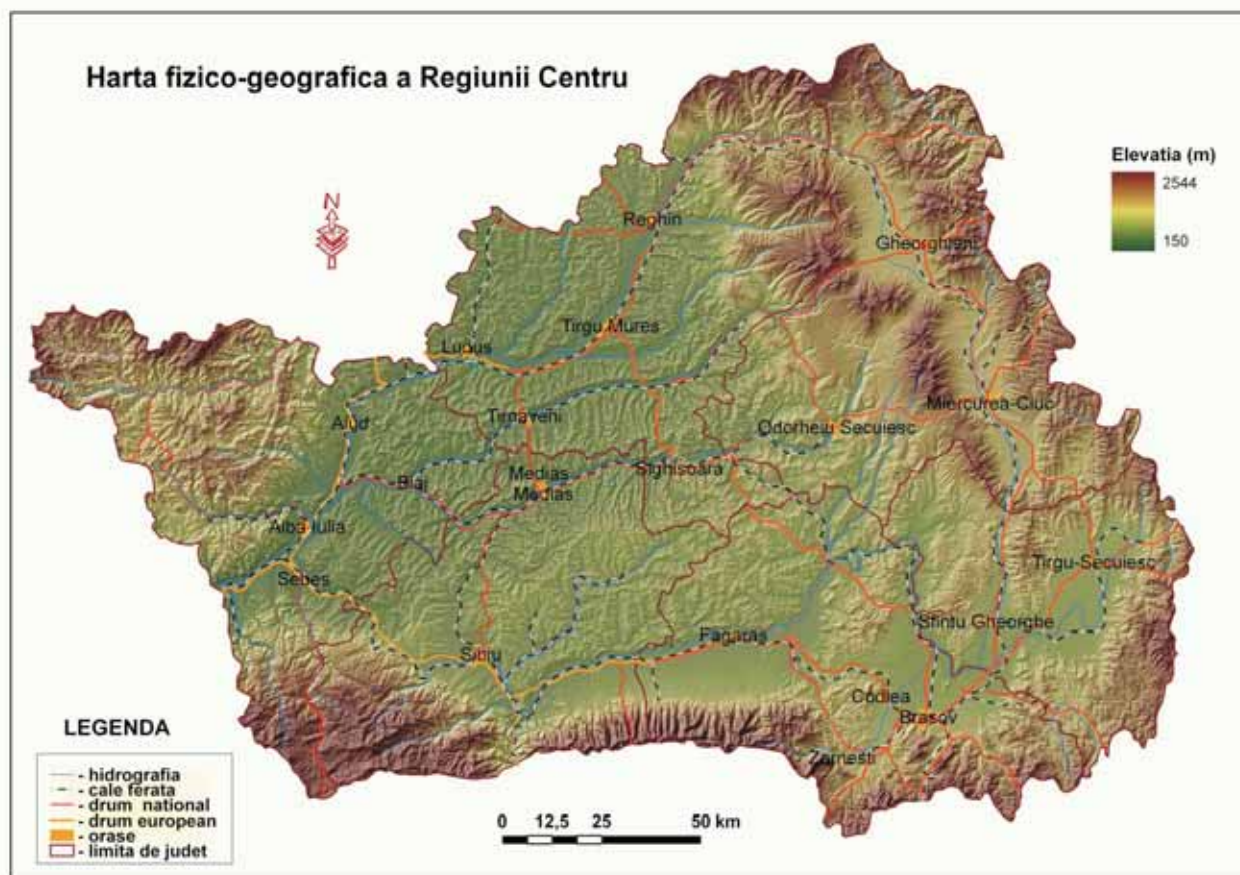 Harta fizico-geografica a Regiunii Centru
Elevatia (m)
2544
150
N
Reghin
Gheorghieni
Tirgu Mures
Ludus
Miercurea-Ciuc
Aiud
Tirnaveni
Odorheiu Secuiesc
Sighisoara
Medias
Medias
Blaj
Alba Iulia
Tirgu-Secuiesc
Sebes
Sfintu Gheorghe
Fagaras
Sibiu
Codlea
Brasov
Zarnesti
LEGENDA
- hidrografia
- cale ferata
- drum national
- drum european
- orase
- limita de judet
0 12,5 25 50 km